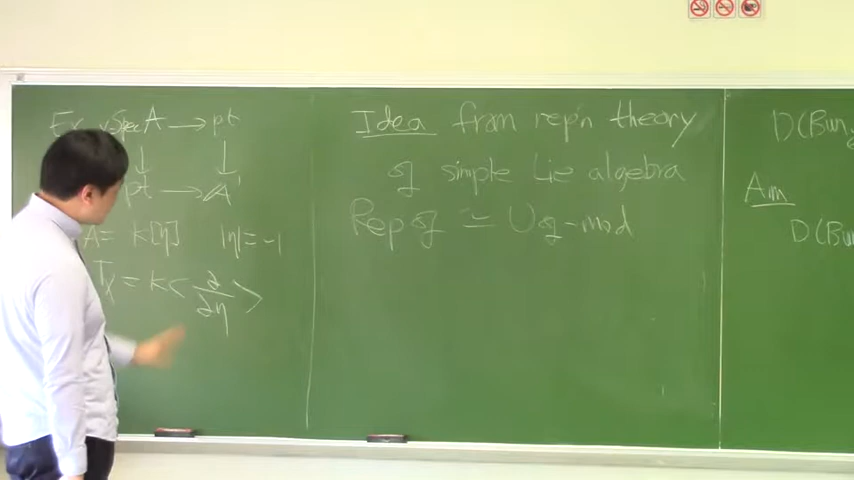 Ex Spec A → pt
pt → A¹
A = k[η] |η| = -1
T_X = k< ∂/∂η >
Idea from rep'n theory
of simple Lie algebra
Rep 𝔤 ≃ U𝔤-mod
D(Bun
Aim
D(Bun